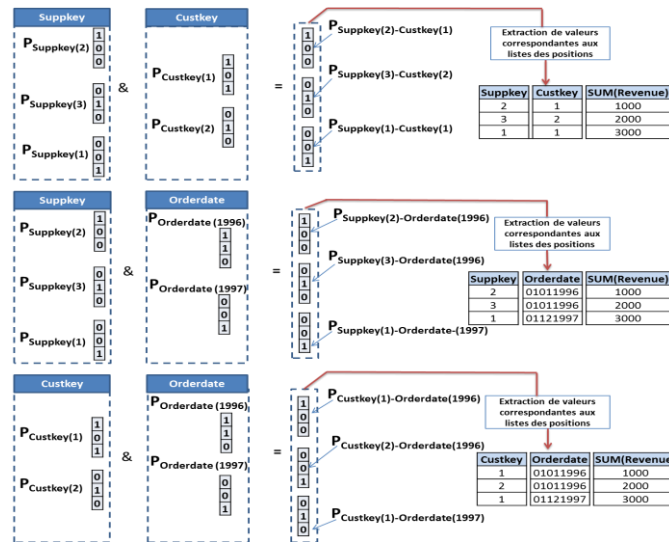 Suppkey
Custkey
P Suppkey(2)
1
0
0
P Suppkey(3)
0
1
0
P Suppkey(1)
0
0
1
&
P Custkey(1)
1
0
1
P Custkey(2)
0
1
0
=
1
0
0
0
1
0
0
0
1
P Suppkey(2)-Custkey(1)
P Suppkey(3)-Custkey(2)
P Suppkey(1)-Custkey(1)
Extraction de valeurs
correspondantes aux
listes des positions
Suppkey Custkey SUM(Revenue)
2 1 1000
3 2 2000
1 1 3000
Suppkey
Orderdate
P Suppkey(2)
1
0
0
P Suppkey(3)
0
1
0
P Suppkey(1)
0
0
1
&
P Orderdate (1996)
1
1
0
P Orderdate (1997)
0
0
1
=
1
0
0
0
1
0
0
0
1
P Suppkey(2)-Orderdate(1996)
P Suppkey(3)-Orderdate(1996)
P Suppkey(1)-Orderdate-(1997)
Extraction de valeurs
correspondantes aux
listes des positions
Suppkey Orderdate SUM(Revenue)
2 01011996 1000
3 01011996 2000
1 01121997 3000
Custkey
Orderdate
P Custkey(1)
1
0
1
P Custkey(2)
0
1
0
&
P Orderdate (1996)
1
1
0
P Orderdate (1997)
0
0
1
=
1
0
0
0
0
1
0
1
0
P Custkey(1)-Orderdate(1996)
P Custkey(2)-Orderdate(1996)
P Custkey(1)-Orderdate(1997)
Extraction de valeurs
correspondantes aux
listes des positions
Custkey Orderdate SUM(Revenue)
1 01011996 1000
2 01011996 2000
1 01121997 3000